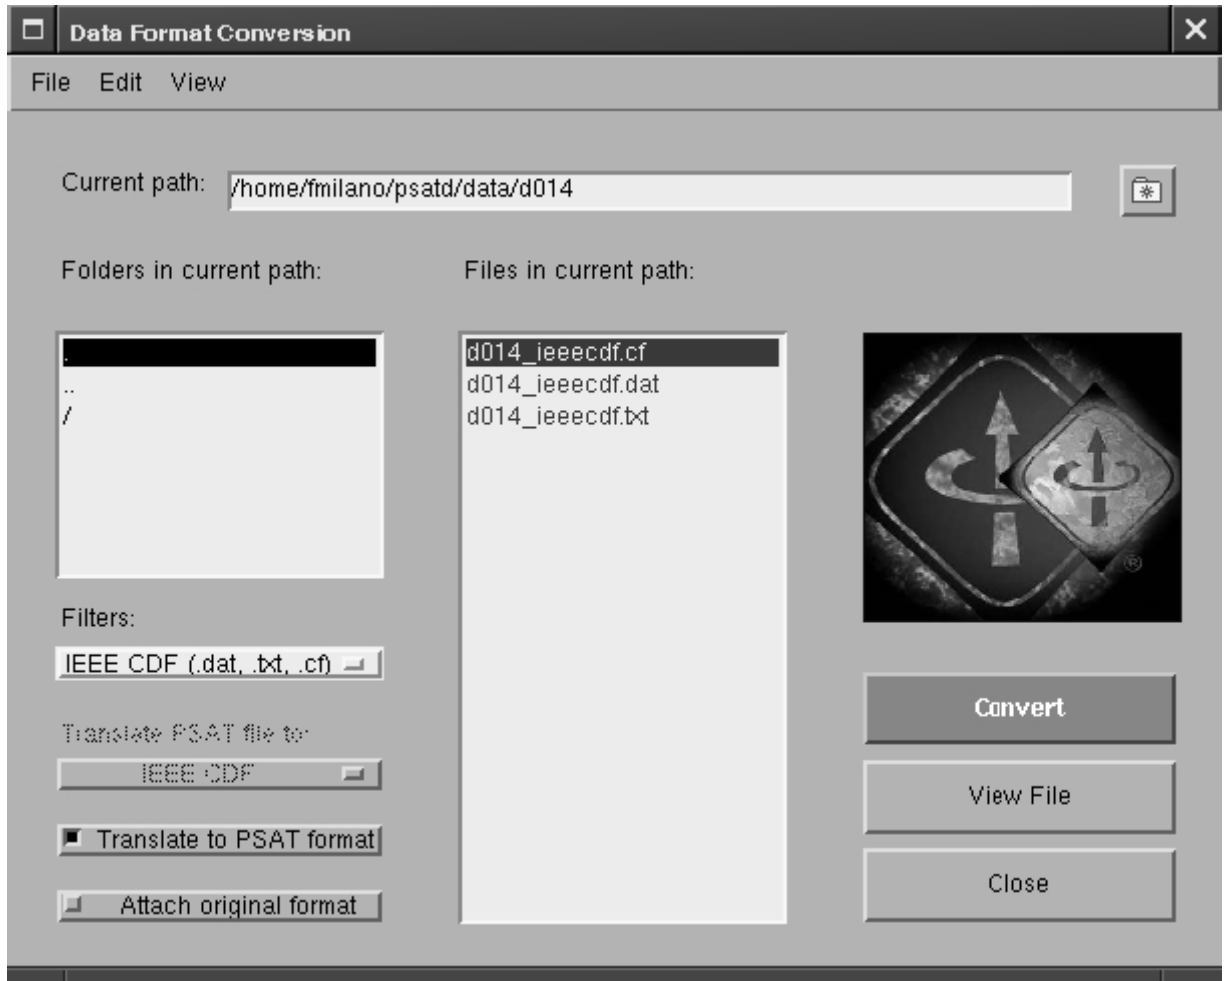 Data Format Conversion
File Edit View
Current path: /home/fmilano/psatd/data/d014
Folders in current path:
Files in current path:
.
..
/
d014_ieeecdf.cf
d014_ieeecdf.dat
d014_ieeecdf.txt
®
Filters:
IEEE CDF (.dat, .txt, .cf)
Translate PSAT file to:
IEEE CDF
Translate to PSAT format
Attach original format
Convert
View File
Close